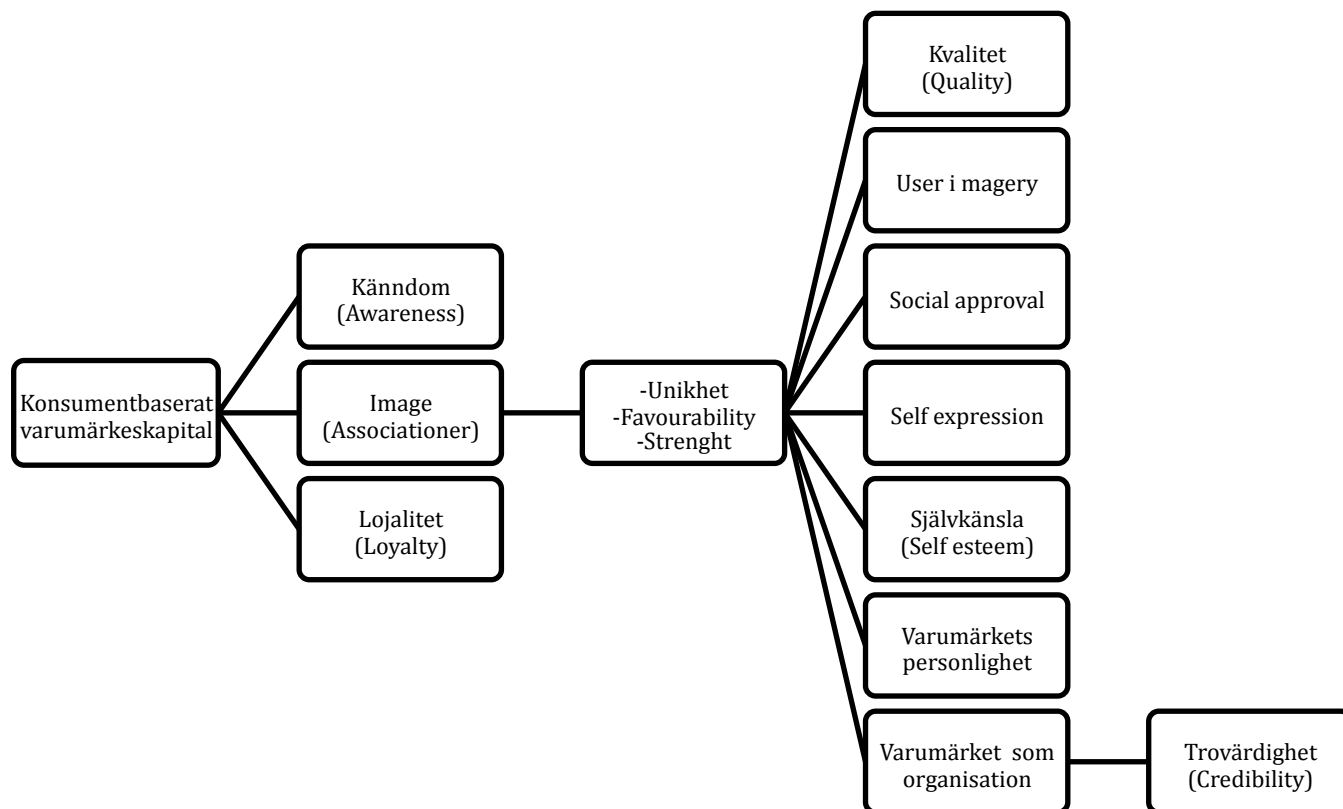 Konsumentbaserat
varumärkeskapital
Känndom
(Awareness)
Image
(Associationer)
Lojalitet
(Loyalty)
-Unikhet
-Favourability
-Strenght
Kvalitet
(Quality)
User i magery
Social approval
Self expression
Självkänsla
(Self esteem)
Varumärkets
personlighet
Varumärket som
organisation
Trovärdighet
(Credibility)